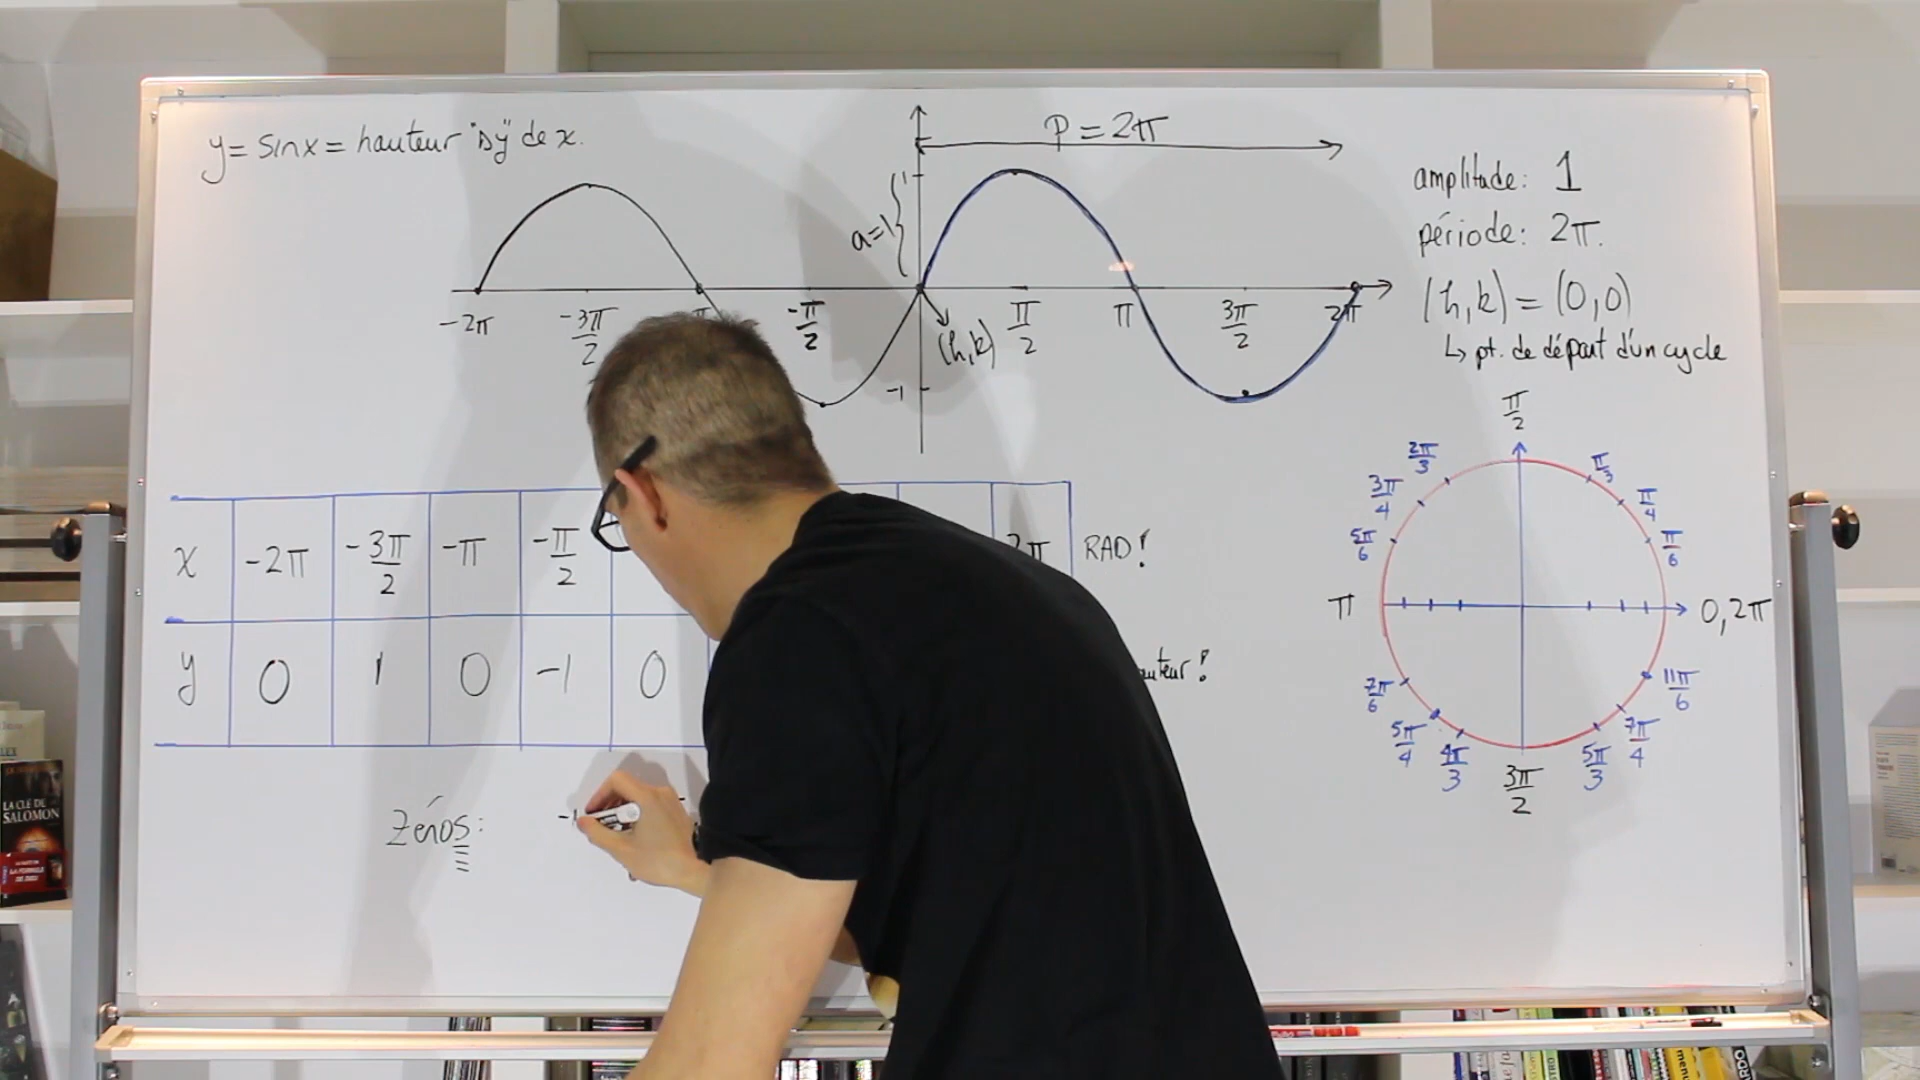 y = sinx = hauteur "Δy" de x.
P = 2π
1
a=1
-2π -3π/2 π -π/2 (h,k) π/2 π 3π/2 2π
-1
amplitude: 1
période: 2π.
(h,k) = (0,0)
↳ pt. de départ d'un cycle
x -2π -3π/2 -π -π/2 2π RAD!
y 0 1 0 -1 0 hauteur!
Zéros:
π/2
2π/3 π/3
3π/4 π/4
5π/6 π/6
π 0, 2π
7π/6 11π/6
5π/4 7π/4
4π/3 5π/3
3π/2
LA CLÉ DE
SALOMON